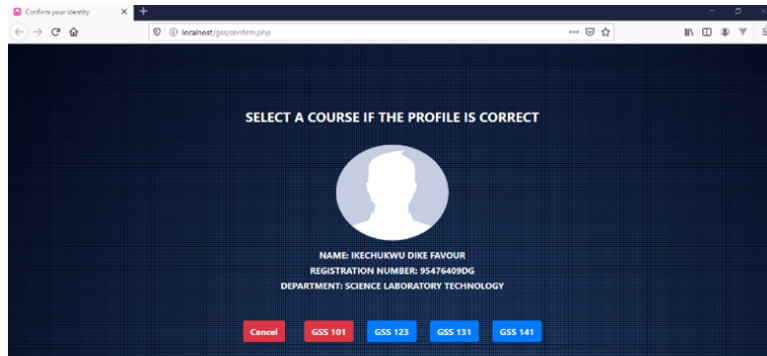 Confirm your identity
localhost/gss/confirm.php
SELECT A COURSE IF THE PROFILE IS CORRECT
NAME: IKECHUKWU DIKE FAVOUR
REGISTRATION NUMBER: 95476409DG
DEPARTMENT: SCIENCE LABORATORY TECHNOLOGY
Cancel GSS 101 GSS 123 GSS 131 GSS 141